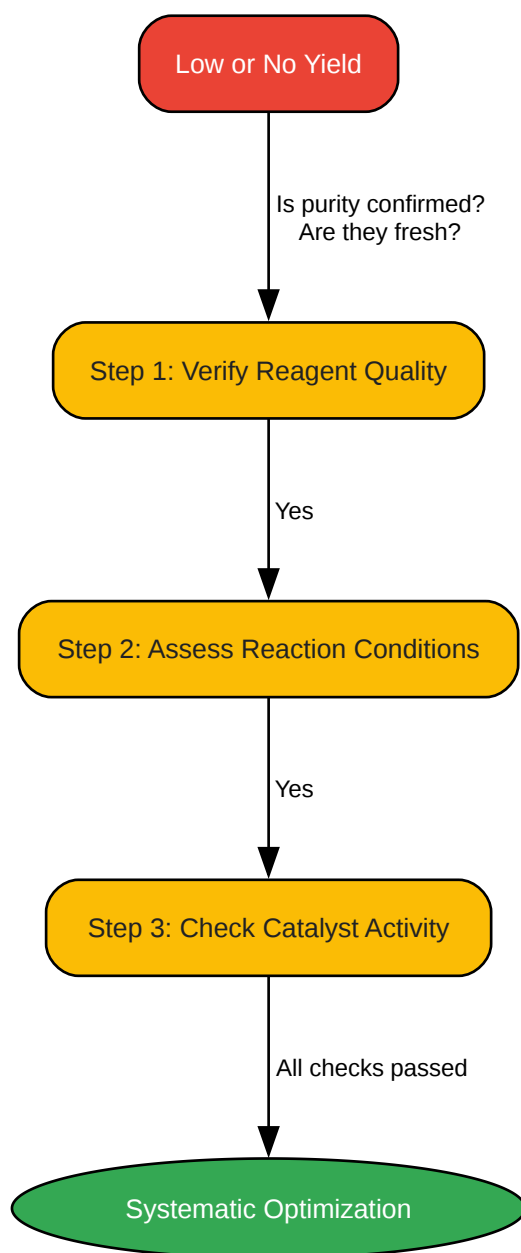 Low or No Yield
Is purity confirmed?
Are they fresh?
Step 1: Verify Reagent Quality
Yes
Step 2: Assess Reaction Conditions
Yes
Step 3: Check Catalyst Activity
All checks passed
Systematic Optimization